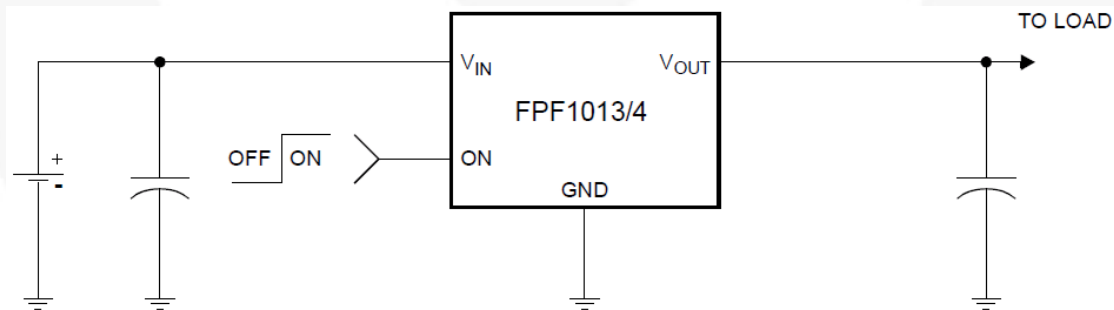 TO LOAD
VIN
VOUT
FPF1013/4
OFF
ON
ON
+
-
GND